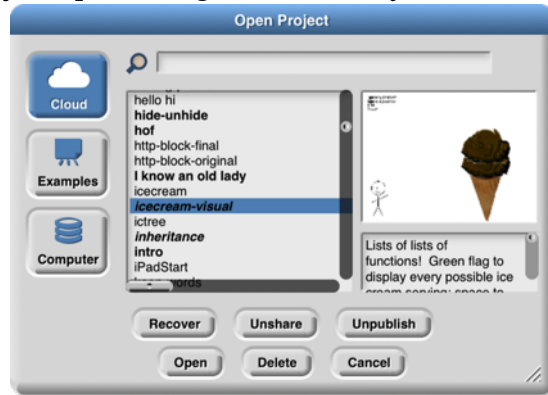 Open Project
Cloud
Examples
Computer
hello hi
hide-unhide
hof
http-block-final
http-block-original
I know an old lady
icecream
icecream-visual
ictree
inheritance
intro
iPadStart
words
Lists of lists of
functions! Green flag to
display every possible ice
cream serving; space to
Recover
Unshare
Unpublish
Open
Delete
Cancel